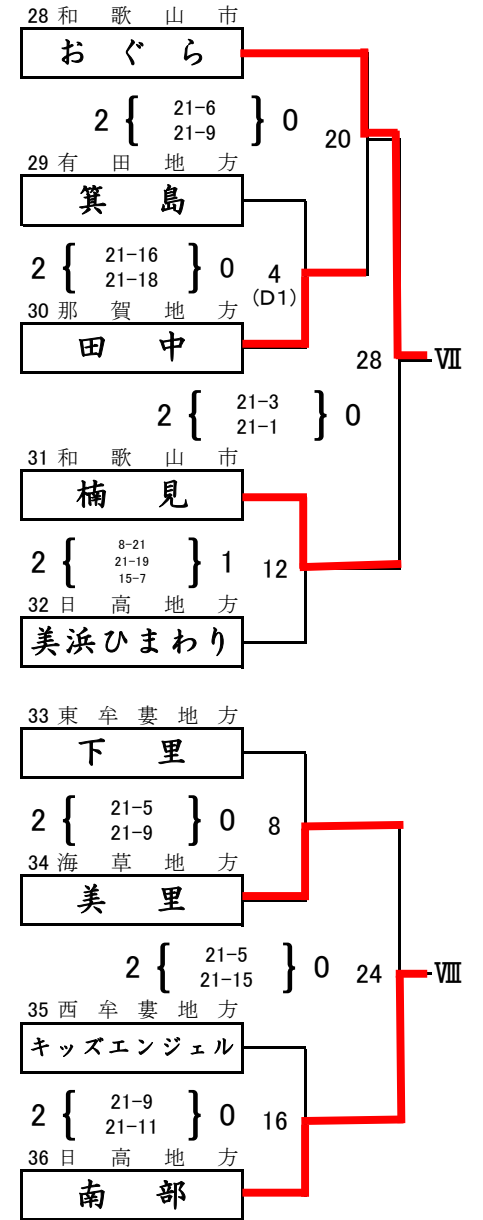 28 和歌山市
おぐら
2 { 21-6 } 0
21-9
20
29 有田地方
箕島
2 { 21-16 } 0
21-18
4
(D1)
30 那賀地方
田中
28
Ⅶ
2 { 21-3 } 0
21-1
31 和歌山市
楠見
2 { 8-21 } 1
21-19
15-7
12
32 日高地方
美浜ひまわり
33 東牟婁地方
下里
2 { 21-5 } 0
21-9
8
34 海草地方
美里
2 { 21-5 } 0
21-15
24
Ⅷ
35 西牟婁地方
キッズエンジェル
2 { 21-9 } 0
21-11
16
36 日高地方
南部